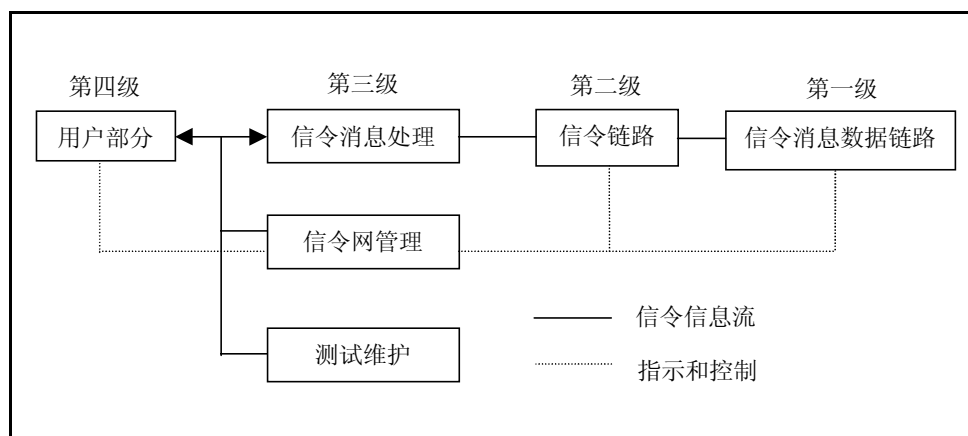 第四级
第三级
第二级
第一级
用户部分
信令消息处理
信令链路
信令消息数据链路
信令网管理
测试维护
信令信息流
指示和控制